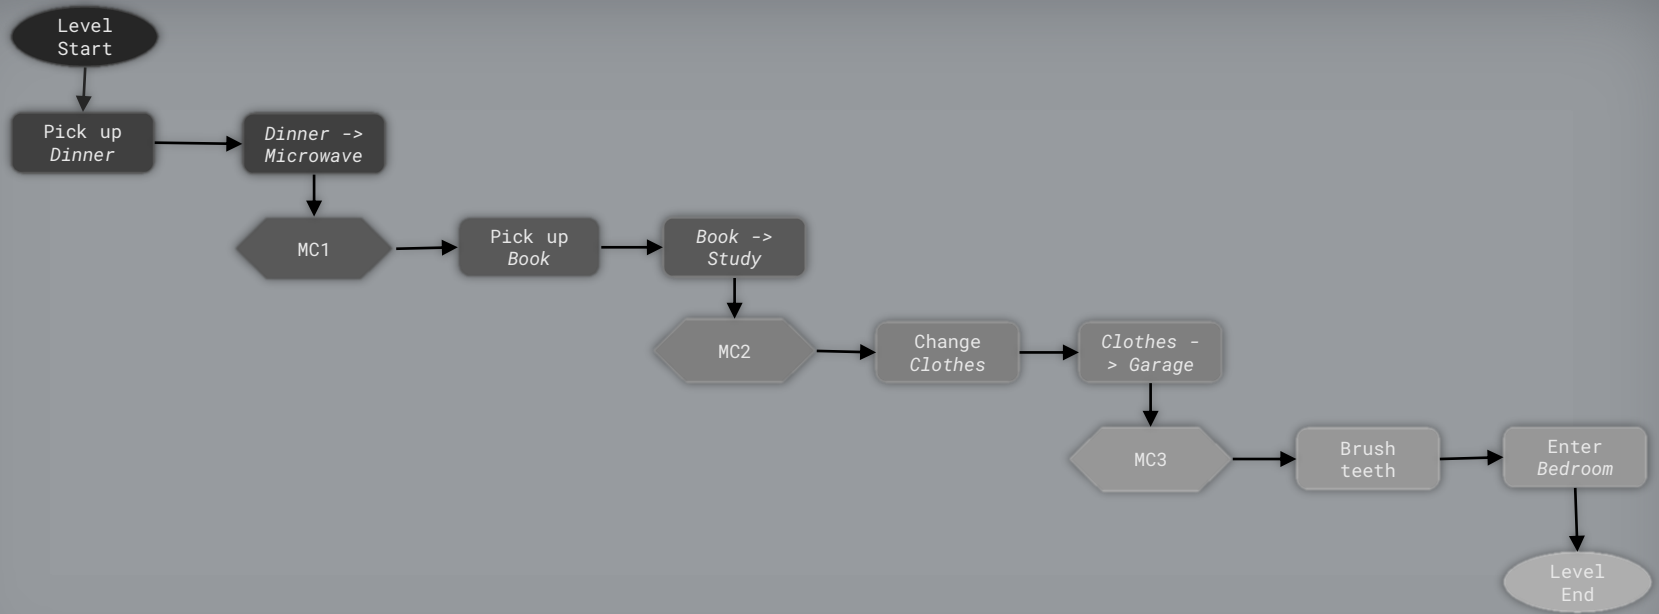 Level
Start
Pick up
Dinner
Dinner ->
Microwave
MC1
Pick up
Book
Book ->
Study
MC2
Change
Clothes
Clothes -
> Garage
MC3
Brush
teeth
Enter
Bedroom
Level
End